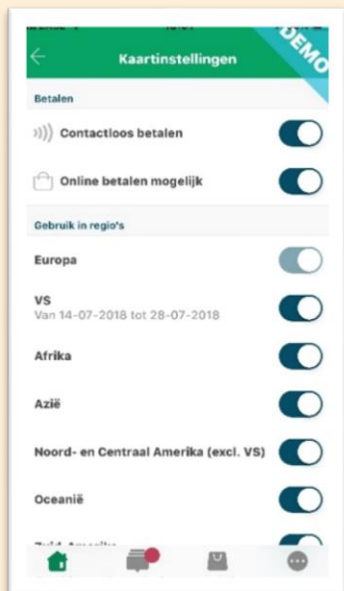 DEMO
Kaartinstellingen
Betalen
Contactloos betalen
Online betalen mogelijk
Gebruik in regio's
Europa
VS
Van 14-07-2018 tot 28-07-2018
Afrika
Azië
Noord- en Centraal Amerika (excl. VS)
Oceanië